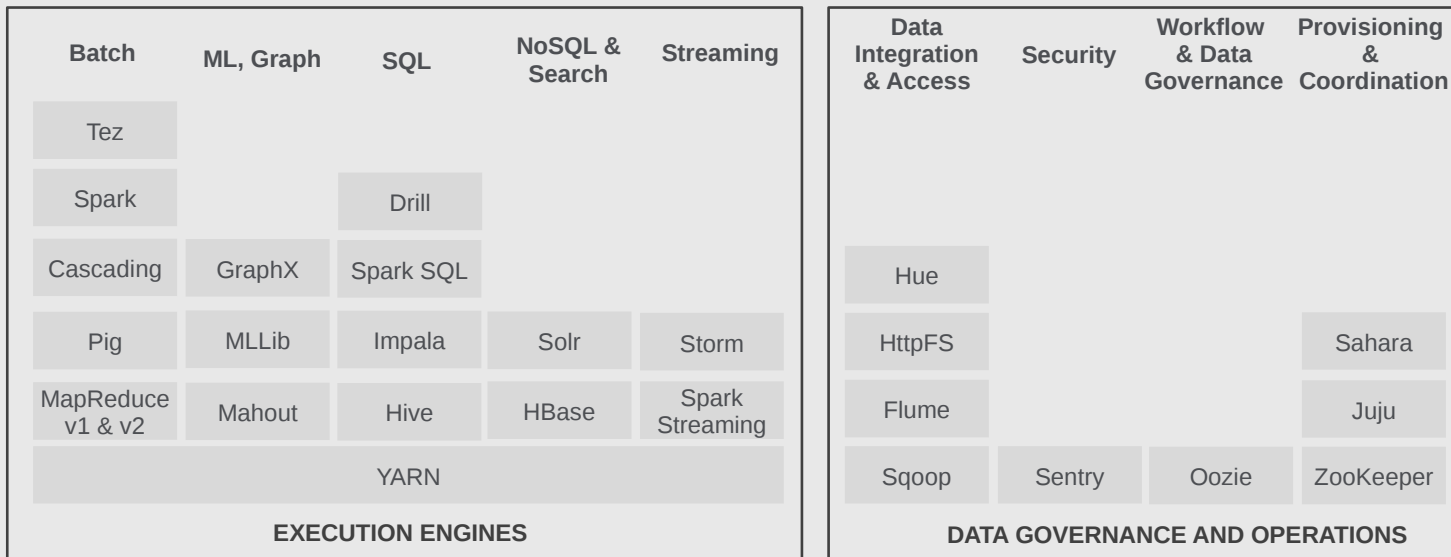 Batch
ML, Graph
SQL
NoSQL &
Search
Streaming
Tez
Spark
Drill
Cascading
GraphX
Spark SQL
Pig
MLLib
Impala
Solr
Storm
MapReduce
v1 & v2
Mahout
Hive
HBase
Spark
Streaming
YARN
EXECUTION ENGINES
Data
Integration
& Access
Security
Workflow
& Data
Governance
Provisioning
&
Coordination
Hue
HttpFS
Sahara
Flume
Juju
Sqoop
Sentry
Oozie
ZooKeeper
DATA GOVERNANCE AND OPERATIONS